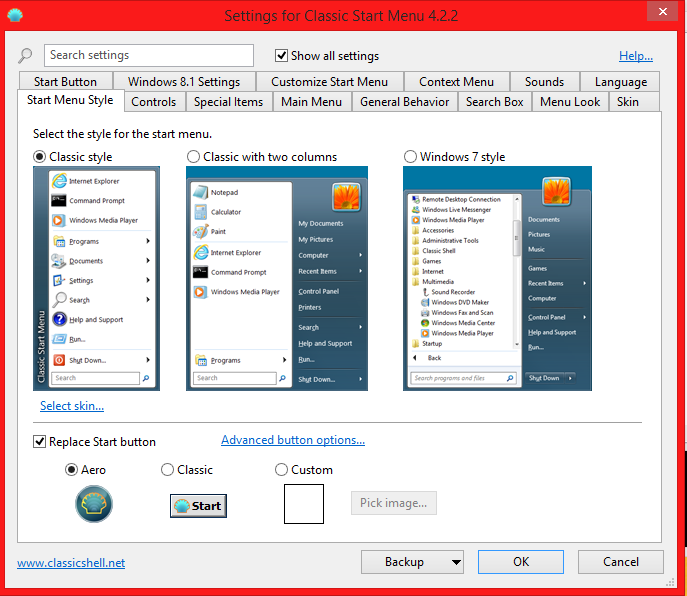 Settings for Classic Start Menu 4.2.2
Search settings
Show all settings
Help...
Start Button
Windows 8.1 Settings
Customize Start Menu
Context Menu
Sounds
Language
Start Menu Style
Controls
Special Items
Main Menu
General Behavior
Search Box
Menu Look
Skin
Select the style for the start menu.
Classic style
Classic with two columns
Windows 7 style
Classic Start Menu
Internet Explorer
Command Prompt
Windows Media Player
Programs
Documents
Settings
Search
Help and Support
Run...
Shut Down...
Search
Notepad
Calculator
Paint
Internet Explorer
Command Prompt
Windows Media Player
Programs
Search
My Documents
My Pictures
Computer
Recent Items
Control Panel
Printers
Search
Help and Support
Run...
Shut Down...
Remote Desktop Connection
Windows Live Messenger
Windows Media Player
Accessories
Administrative Tools
Classic Shell
Games
Internet
Multimedia
Sound Recorder
Windows DVD Maker
Windows Fax and Scan
Windows Media Center
Windows Media Player
Startup
Back
Search programs and files
Documents
Pictures
Music
Games
Recent Items
Computer
Control Panel
Help and Support
Run...
Shut Down
Select skin...
Replace Start button
Advanced button options...
Aero
Classic
Custom
Start
Pick image...
www.classicshell.net
Backup
OK
Cancel